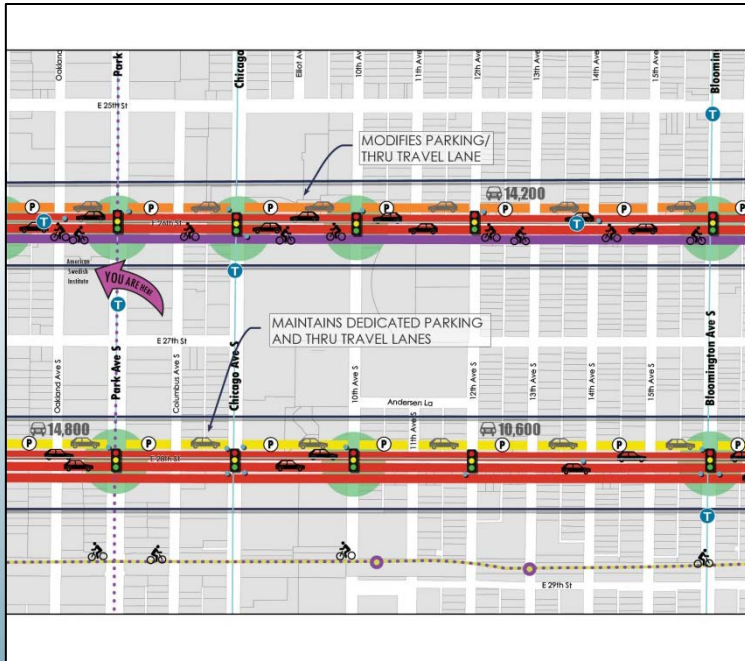 Oakland
Park
Chicago
Elliot Av
10th Ave
11th Ave
12th Ave
13th Ave
14th Ave
15th Ave
Bloomin
E 25th St
T
MODIFIES PARKING/
THRU TRAVEL LANE
14,200
P P P P P P
T T
E 26th St
American
Swedish
Institute
YOU ARE HERE
T
T
MAINTAINS DEDICATED PARKING
AND THRU TRAVEL LANES
E 27th St
Oakland Ave S
Park Ave S
Columbus Ave S
Chicago Ave S
10th Ave S
11th Ave S
12th Ave S
13th Ave S
14th Ave S
15th Ave S
Bloomington Ave S
Andersen La
14,800
10,600
P P P P P P
E 28th St
T
E 29th St